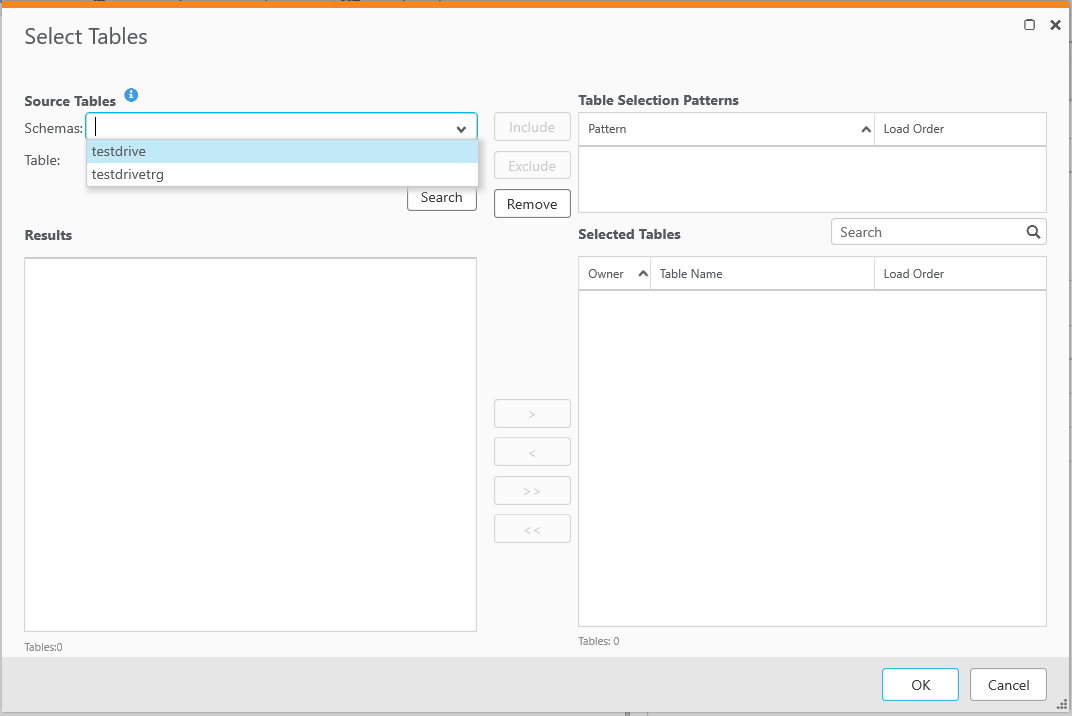 Select Tables
Source Tables
Schemas:
testdrive
testdrivetrg
Table:
Search
Include
Exclude
Remove
Table Selection Patterns
Pattern
Load Order
Results
Selected Tables
Search
Owner
Table Name
Load Order
>
<
>>
<<
Tables:0
Tables: 0
OK
Cancel